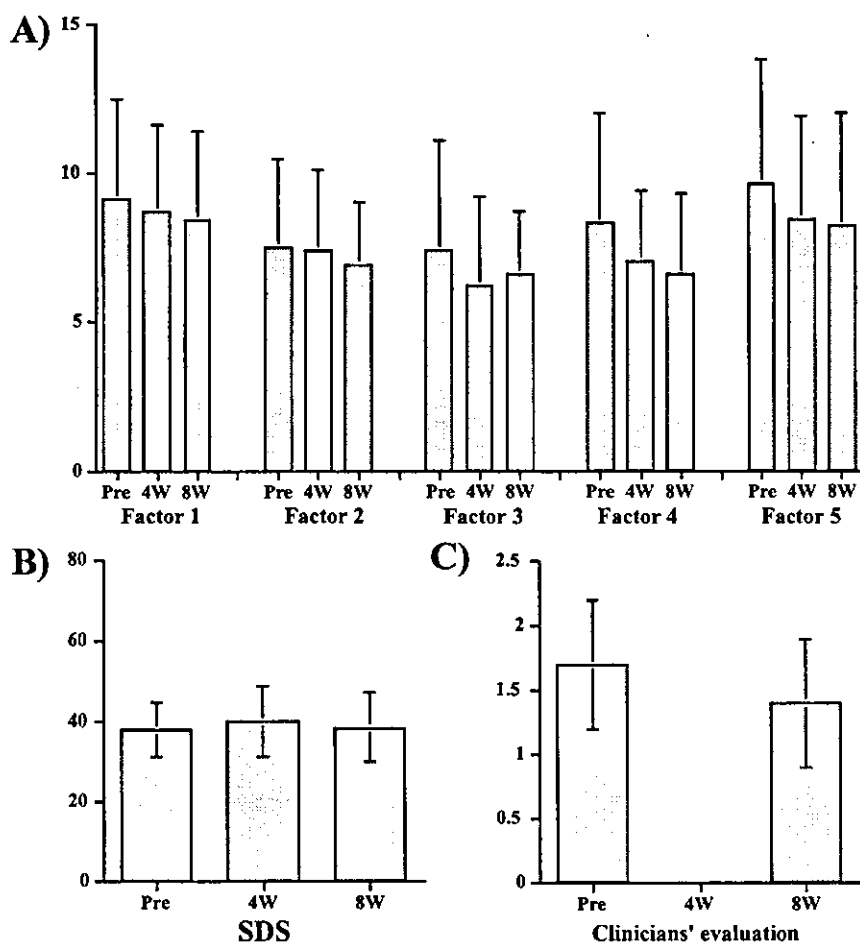 A)
15
10
5
0
Pre 4W 8W Pre 4W 8W Pre 4W 8W Pre 4W 8W Pre 4W 8W
Factor 1 Factor 2 Factor 3 Factor 4 Factor 5
B)
80
60
40
20
0
Pre 4W 8W
SDS
C)
2.5
2
1.5
1
0.5
0
Pre 4W 8W
Clinicians' evaluation